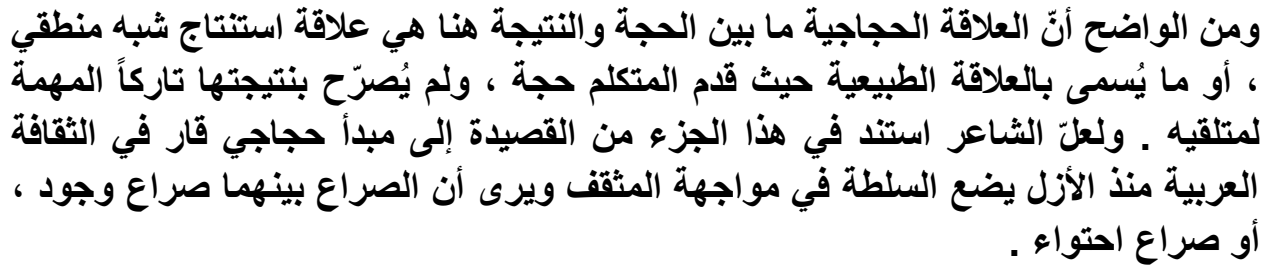 ومن الواضح أنّ العلاقة الحجاجية ما بين الحجة والنتيجة هنا هي علاقة استنتاج شبه منطقي
، أو ما يُسمى بالعلاقة الطبيعية حيث قدم المتكلم حجة ، ولم يُصرّح بنتيجتها تاركاً المهمة
لمتلقيه . ولعلّ الشاعر استند في هذا الجزء من القصيدة إلى مبدأ حجاجي قار في الثقافة
العربية منذ الأزل يضع السلطة في مواجهة المثقف ويرى أن الصراع بينهما صراع وجود ،
أو صراع احتواء .